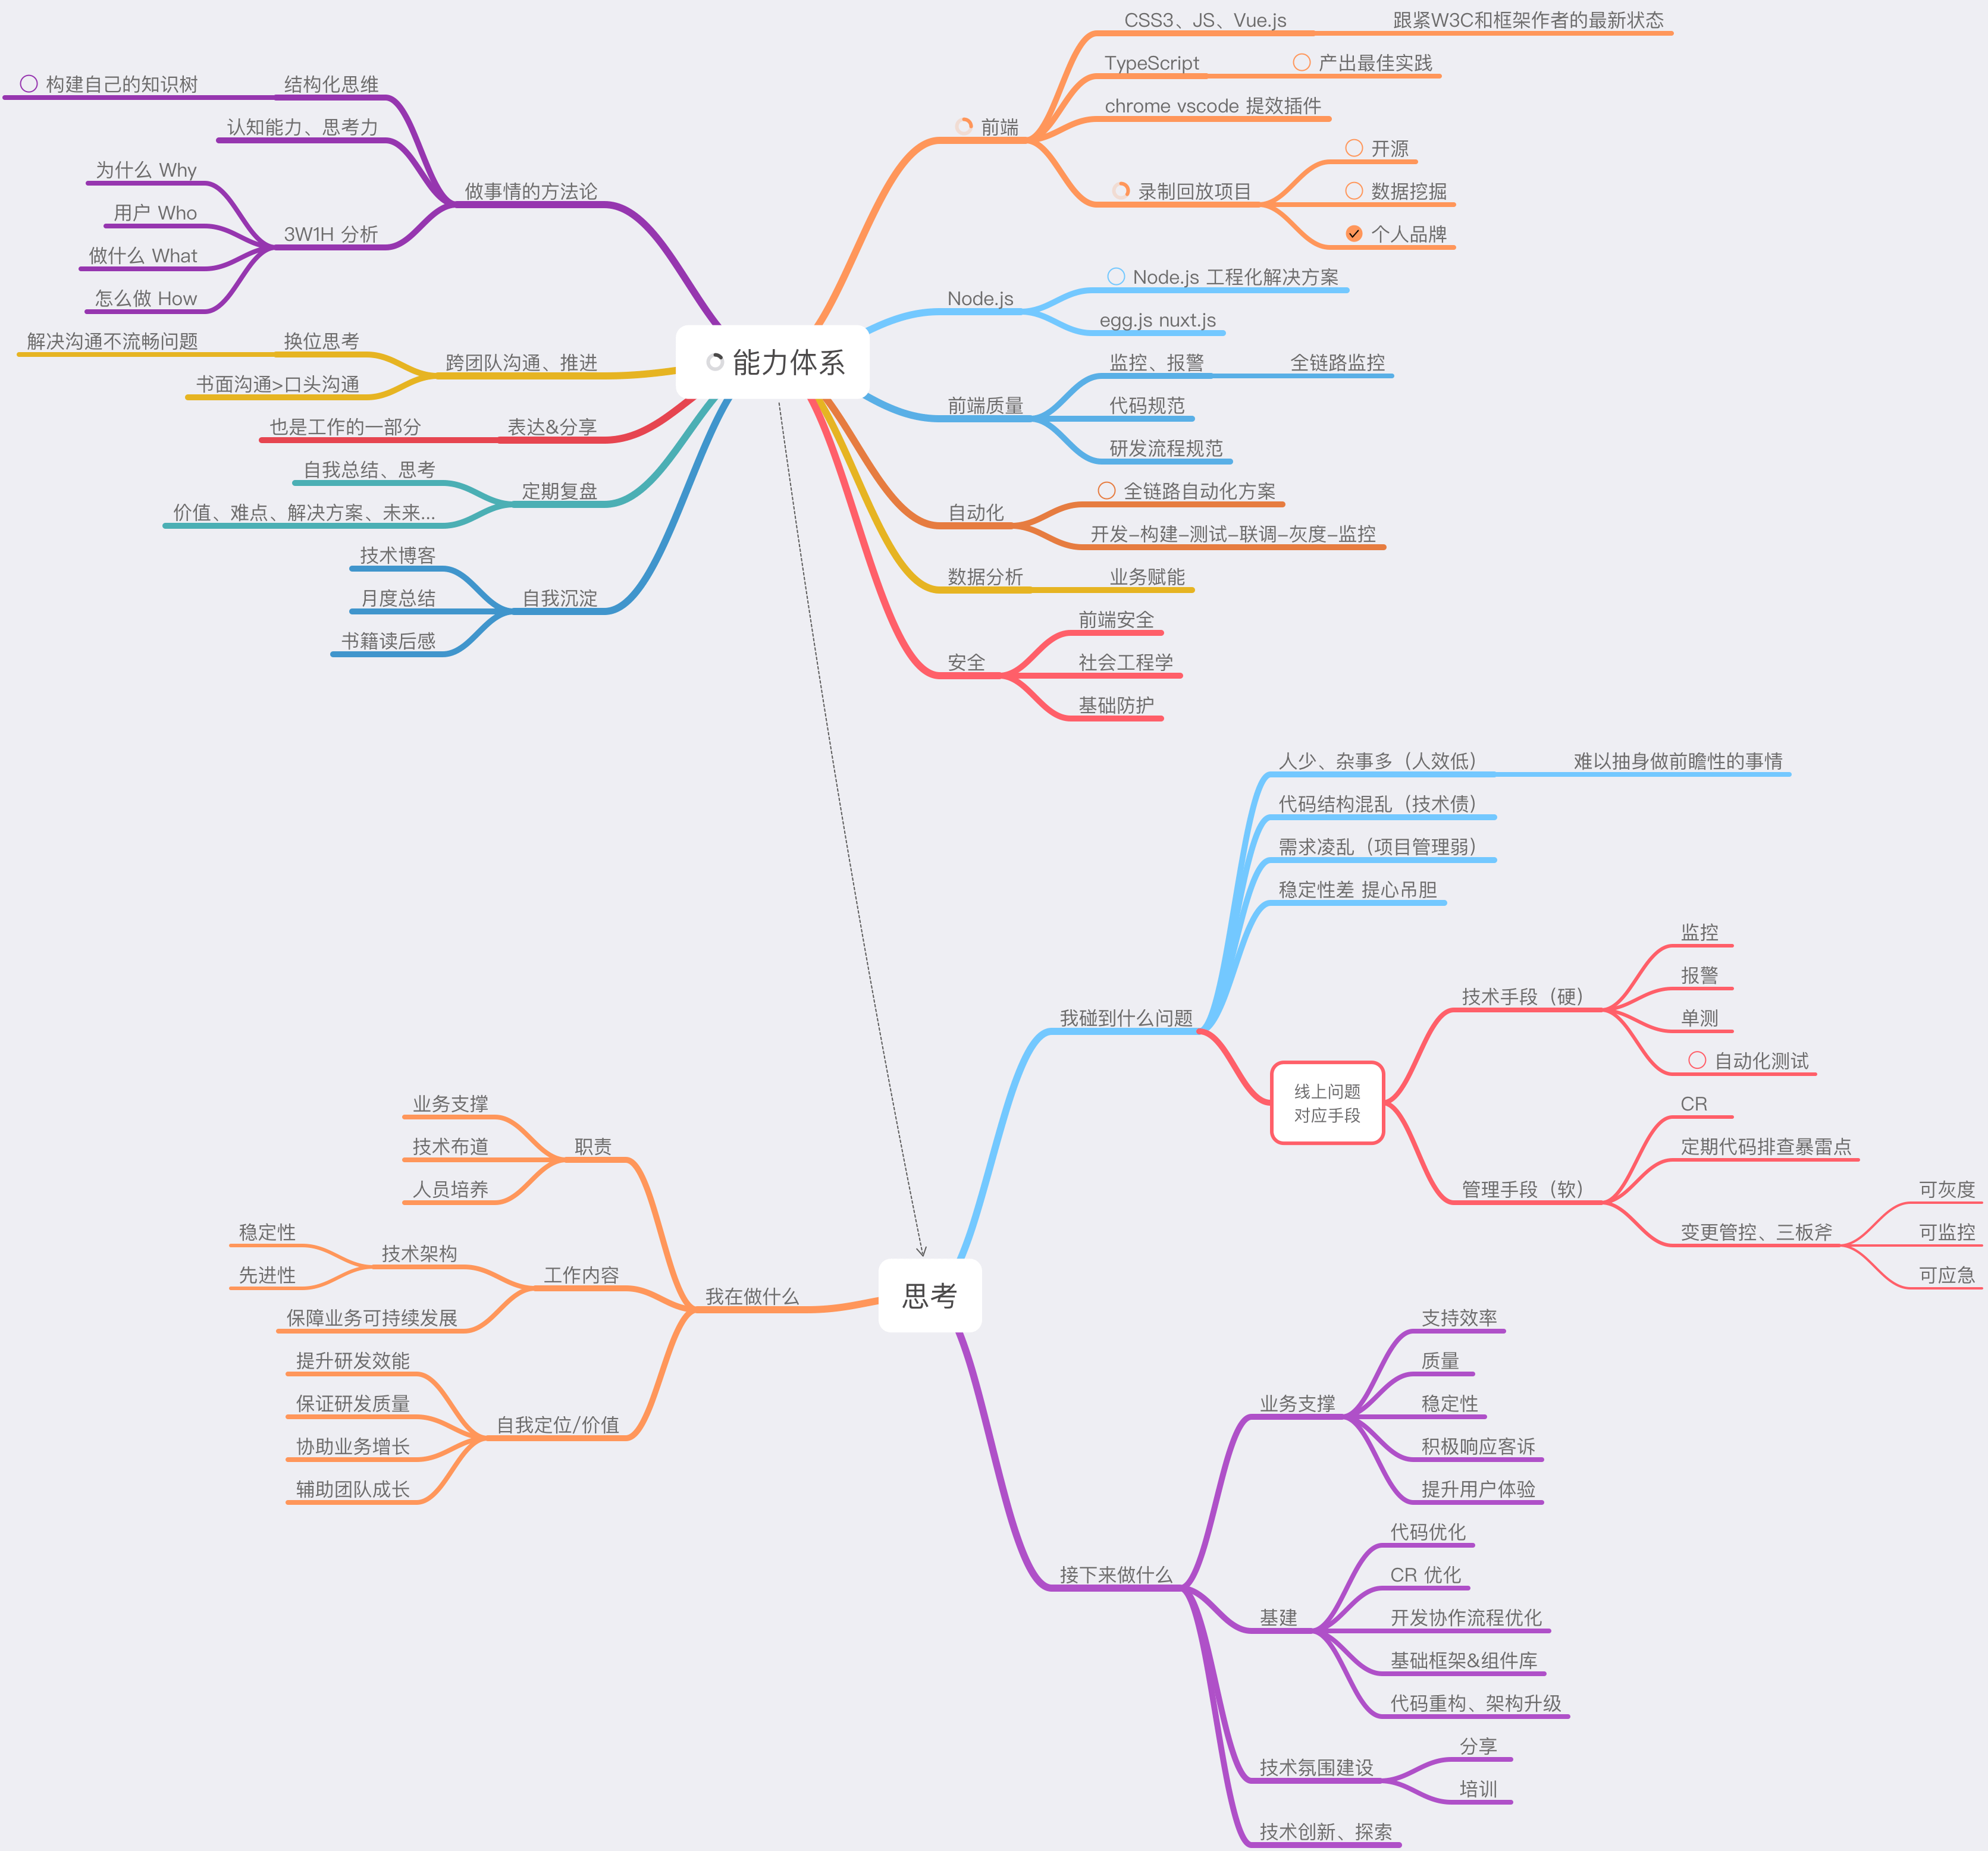 能力体系
前端
CSS3、JS、Vue.js
跟紧W3C和框架作者的最新状态
TypeScript
产出最佳实践
chrome vscode 提效插件
录制回放项目
开源
数据挖掘
个人品牌
Node.js
Node.js 工程化解决方案
egg.js nuxt.js
前端质量
监控、报警
全链路监控
代码规范
研发流程规范
自动化
全链路自动化方案
开发-构建-测试-联调-灰度-监控
数据分析
业务赋能
安全
前端安全
社会工程学
基础防护
做事情的方法论
结构化思维
构建自己的知识树
认知能力、思考力
3W1H 分析
为什么 Why
用户 Who
做什么 What
怎么做 How
跨团队沟通、推进
换位思考
解决沟通不流畅问题
书面沟通>口头沟通
表达&分享
也是工作的一部分
定期复盘
自我总结、思考
价值、难点、解决方案、未来...
自我沉淀
技术博客
月度总结
书籍读后感
思考
我碰到什么问题
人少、杂事多（人效低）
难以抽身做前瞻性的事情
代码结构混乱（技术债）
需求凌乱（项目管理弱）
稳定性差 提心吊胆
线上问题
对应手段
技术手段（硬）
监控
报警
单测
自动化测试
管理手段（软）
CR
定期代码排查暴雷点
变更管控、三板斧
可灰度
可监控
可应急
接下来做什么
业务支撑
支持效率
质量
稳定性
积极响应客诉
提升用户体验
基建
代码优化
CR 优化
开发协作流程优化
基础框架&组件库
代码重构、架构升级
技术氛围建设
分享
培训
技术创新、探索
我在做什么
职责
业务支撑
技术布道
人员培养
工作内容
技术架构
稳定性
先进性
保障业务可持续发展
自我定位/价值
提升研发效能
保证研发质量
协助业务增长
辅助团队成长